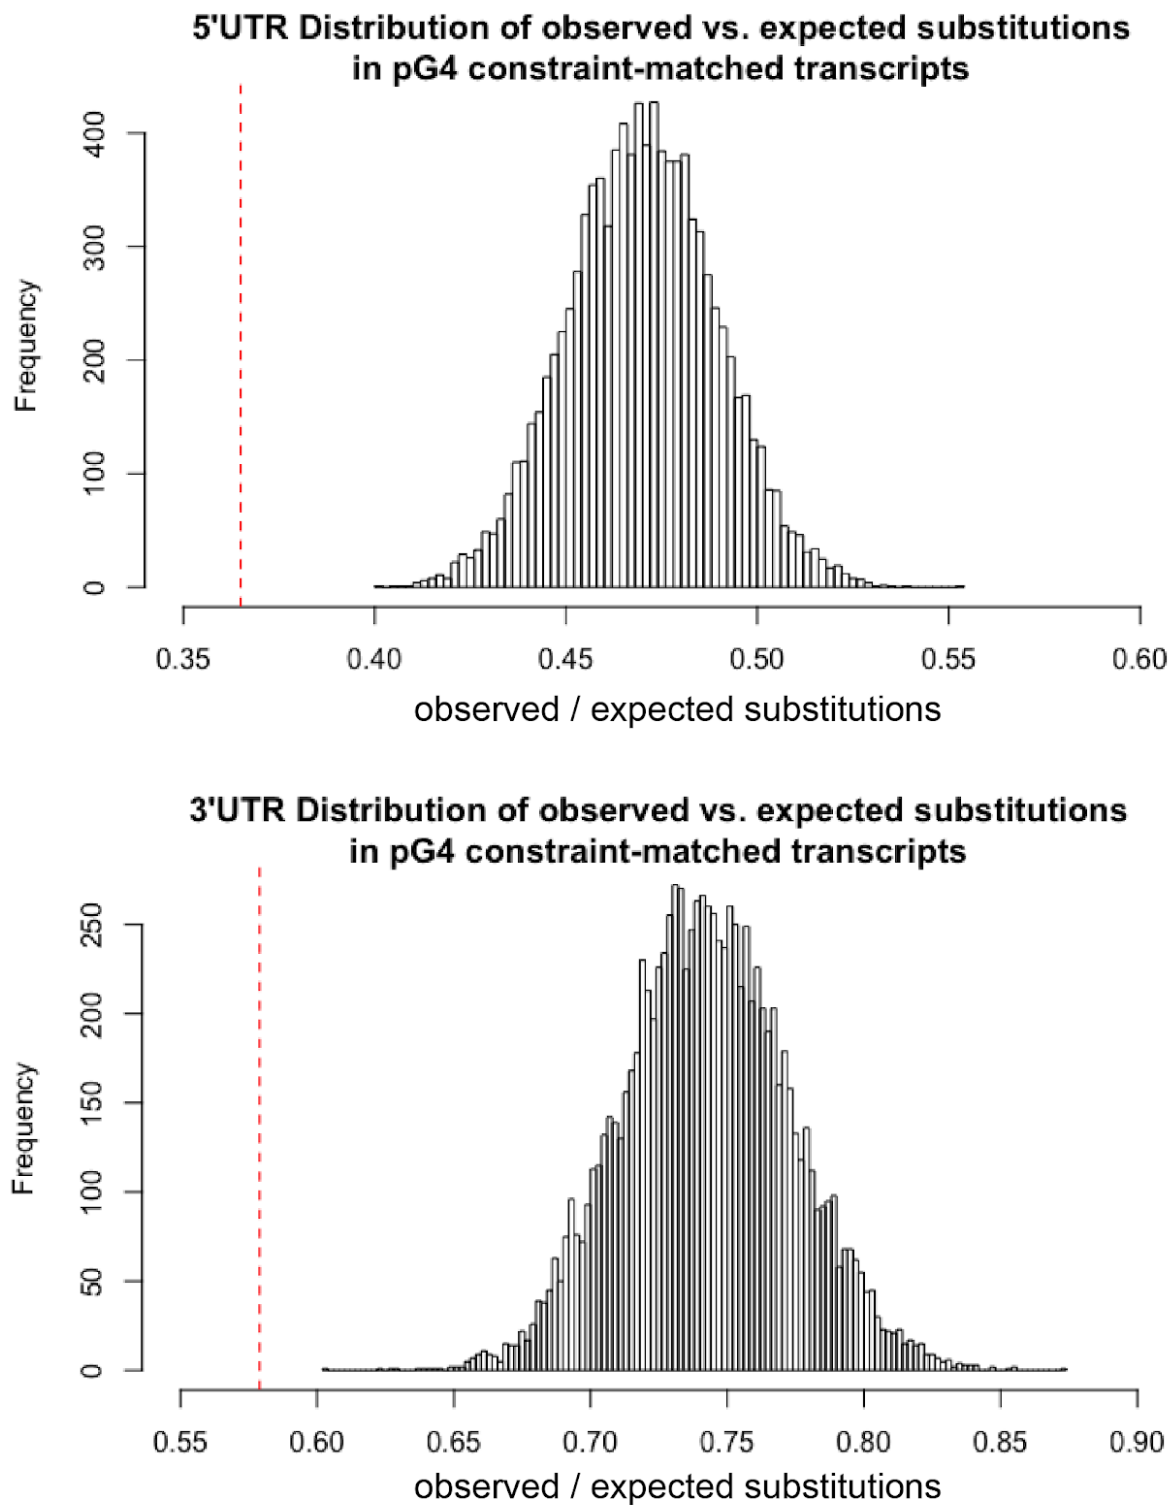 5'UTR Distribution of observed vs. expected substitutions
in pG4 constraint-matched transcripts
400
300
200
100
0
Frequency
0.35 0.40 0.45 0.50 0.55 0.60
observed / expected substitutions
3'UTR Distribution of observed vs. expected substitutions
in pG4 constraint-matched transcripts
250
200
150
100
50
0
Frequency
0.55 0.60 0.65 0.70 0.75 0.80 0.85 0.90
observed / expected substitutions